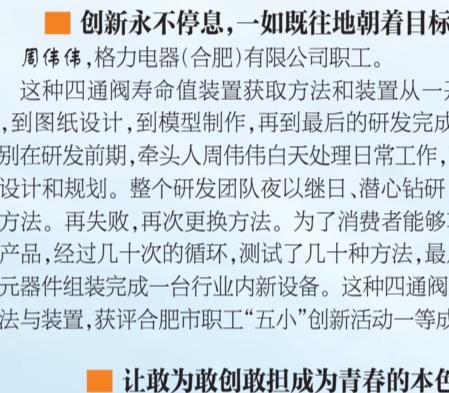 ■ 创新永不停息，一如既往地朝着目标
周伟伟，格力电器（合肥）有限公司职工。
这种四通阀寿命值装置获取方法和装置从一开
，到图纸设计，到模型制作，再到最后的研发完成
别在研发前期，牵头人周伟伟白天处理日常工作，
设计和规划。整个研发团队夜以继日、潜心钻研
方法。再失败，再次更换方法。为了消费者能够
产品，经过几十次的循环，测试了几十种方法，最
元器件组装完成一台行业内新设备。这种四通阀
法与装置，获评合肥市职工“五小”创新活动一等成
■ 让敢为敢创敢担成为青春的本色